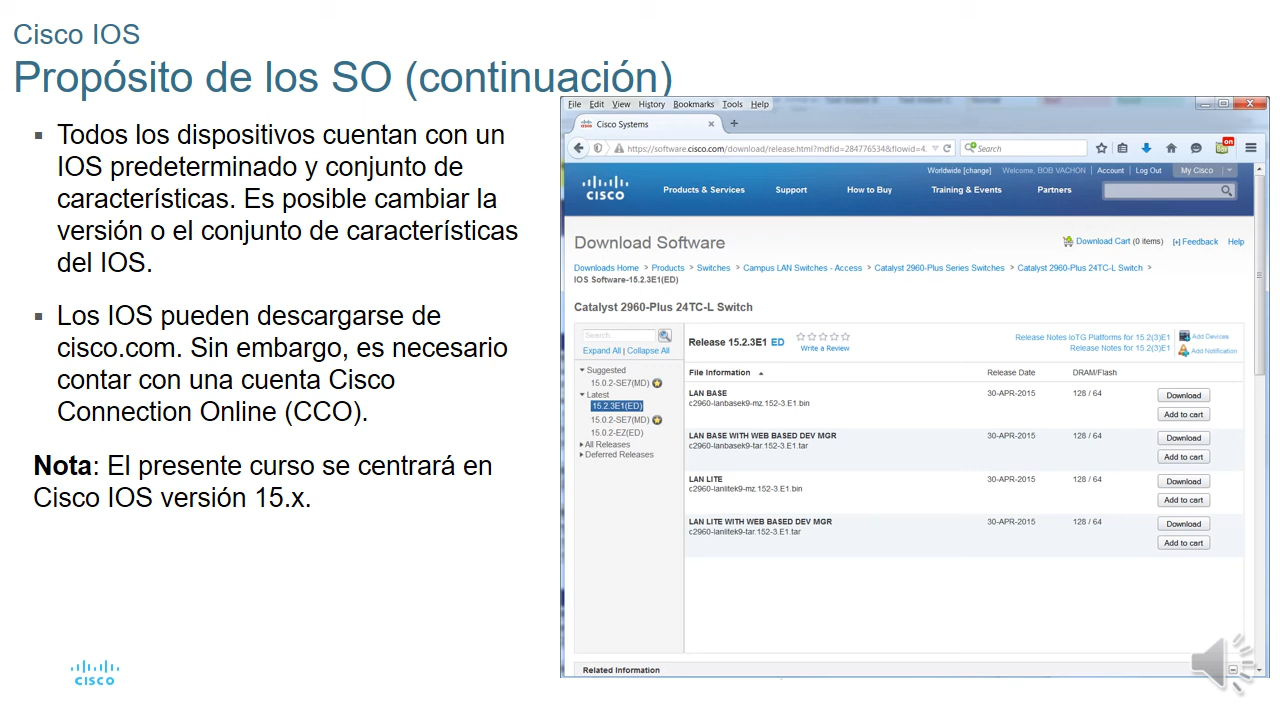 Cisco IOS
Propósito de los SO (continuación)
Todos los dispositivos cuentan con un
IOS predeterminado y conjunto de
características. Es posible cambiar la
versión o el conjunto de características
del IOS.
Los IOS pueden descargarse de
cisco.com. Sin embargo, es necesario
contar con una cuenta Cisco
Connection Online (CCO).
Nota: El presente curso se centrará en
Cisco IOS versión 15.x.
CISCO
File Edit View History Bookmarks Tools Help
Cisco Systems
https://software.cisco.com/download/release.html?mdfid=284776534&flowid=4.
Search
on
Worldwide [change] Welcome, BOB VACHON Account Log Out My Cisco
CISCO
Products & Services Support How to Buy Training & Events Partners
Download Software
Download Cart (0 items) [+] Feedback Help
Downloads Home > Products > Switches > Campus LAN Switches - Access > Catalyst 2960-Plus Series Switches > Catalyst 2960-Plus 24TC-L Switch >
IOS Software-15.2.3E1(ED)
Catalyst 2960-Plus 24TC-L Switch
Search
Expand All | Collapse All
Suggested
15.0.2-SE7(MD)
Latest
15.2.3E1(ED)
15.0.2-SE7(MD)
15.0.2-EZ(ED)
All Releases
Deferred Releases
Release 15.2.3E1 ED
Write a Review
Release Notes IoTG Platforms for 15.2(3)E1
Release Notes for 15.2(3)E1
Add Devices
Add Notification
File Information Release Date DRAM/Flash
LAN BASE 30-APR-2015 128 / 64 Download
c2960-lanbasek9-mz.152-3.E1.bin
Add to cart
LAN BASE WITH WEB BASED DEV MGR 30-APR-2015 128 / 64 Download
c2960-lanbasek9-tar.152-3.E1.tar
Add to cart
LAN LITE 30-APR-2015 128 / 64 Download
c2960-lanlitek9-mz.152-3.E1.bin
Add to cart
LAN LITE WITH WEB BASED DEV MGR 30-APR-2015 128 / 64 Download
c2960-lanlitek9-tar.152-3.E1.tar
Add to cart
Related Information